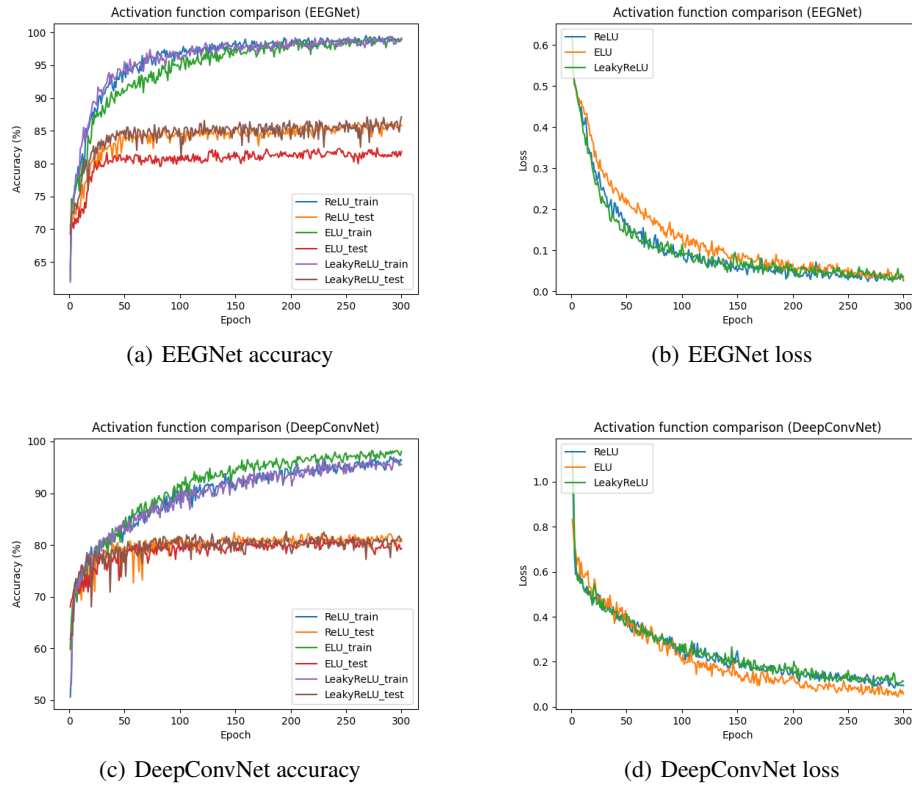 Activation function comparison (EEGNet)
100
95
90
85
80
75
70
65
Accuracy (%)
0 50 100 150 200 250 300
Epoch
ReLU_train
ReLU_test
ELU_train
ELU_test
LeakyReLU_train
LeakyReLU_test
(a) EEGNet accuracy
Activation function comparison (EEGNet)
ReLU
ELU
LeakyReLU
0.6
0.5
0.4
0.3
0.2
0.1
0.0
Loss
0 50 100 150 200 250 300
Epoch
(b) EEGNet loss
Activation function comparison (DeepConvNet)
100
90
80
70
60
50
Accuracy (%)
0 50 100 150 200 250 300
Epoch
ReLU_train
ReLU_test
ELU_train
ELU_test
LeakyReLU_train
LeakyReLU_test
(c) DeepConvNet accuracy
Activation function comparison (DeepConvNet)
ReLU
ELU
LeakyReLU
1.0
0.8
0.6
0.4
0.2
0.0
Loss
0 50 100 150 200 250 300
Epoch
(d) DeepConvNet loss